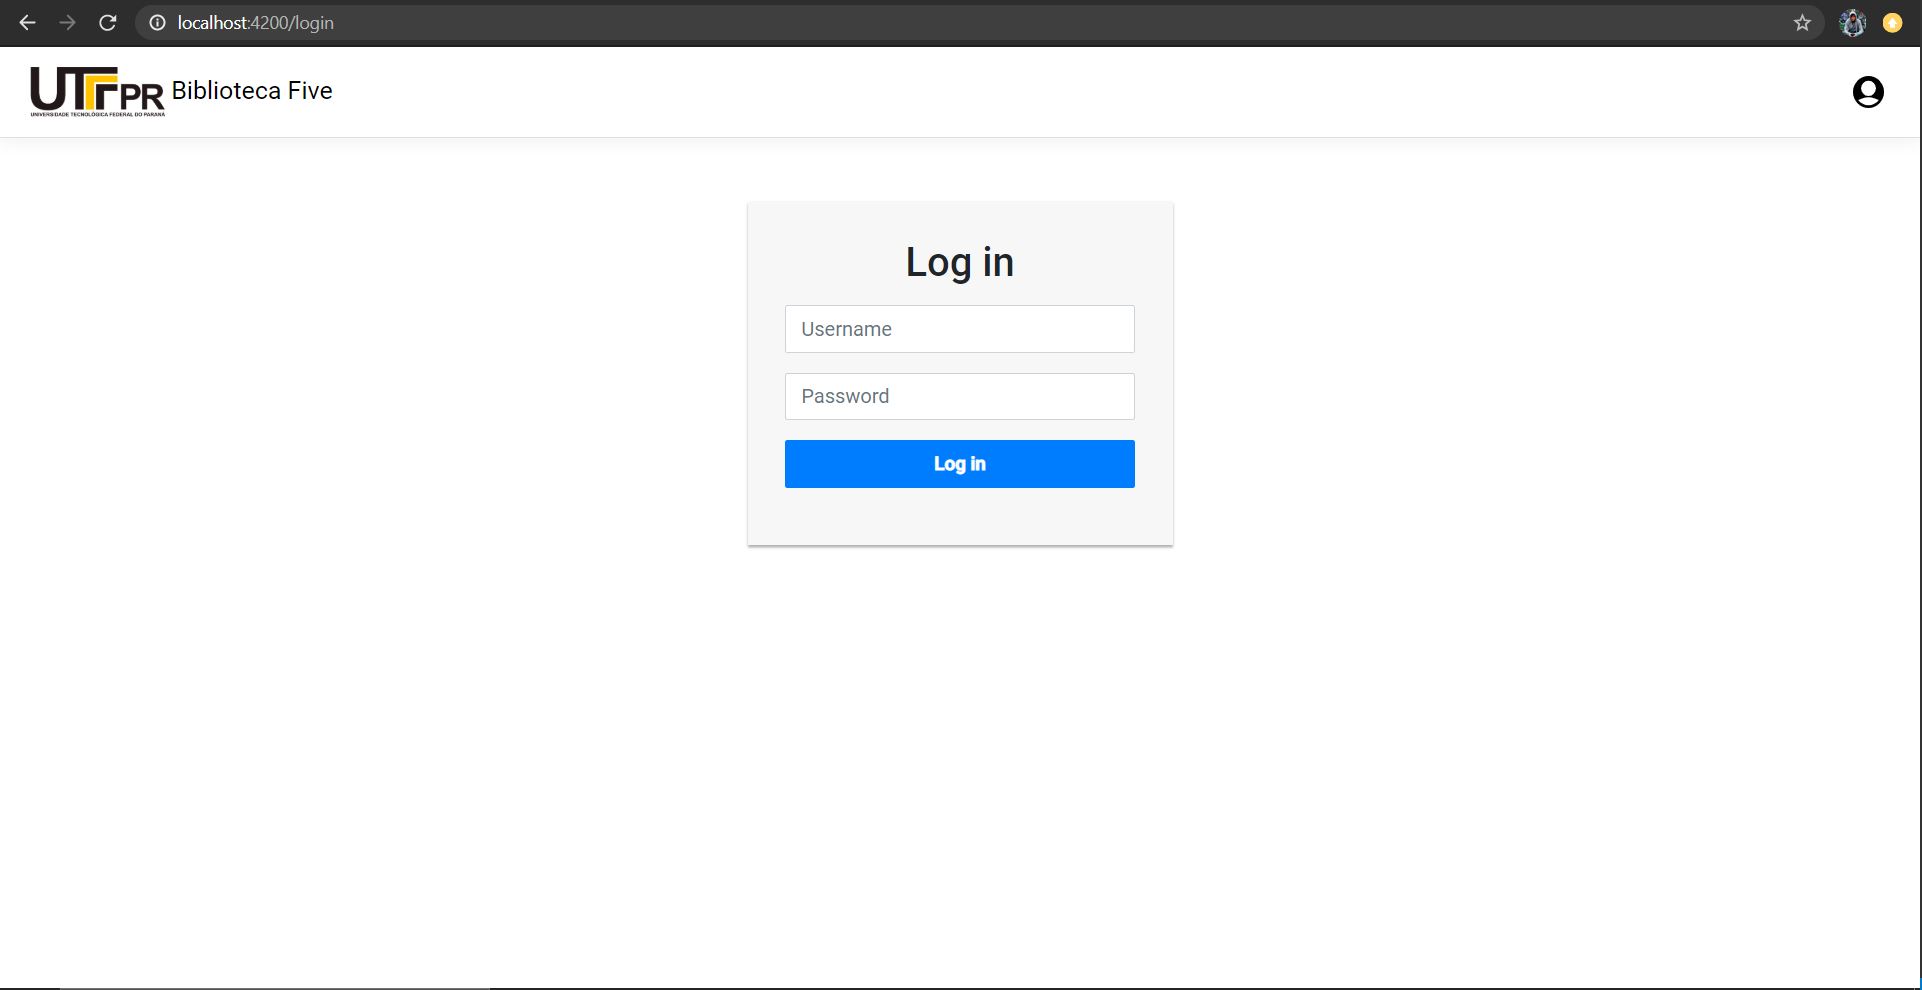 localhost:4200/login
UTFPR Biblioteca Five
UNIVERSIDADE TECNOLÓGICA FEDERAL DO PARANÁ
Log in
Username
Password
Log in